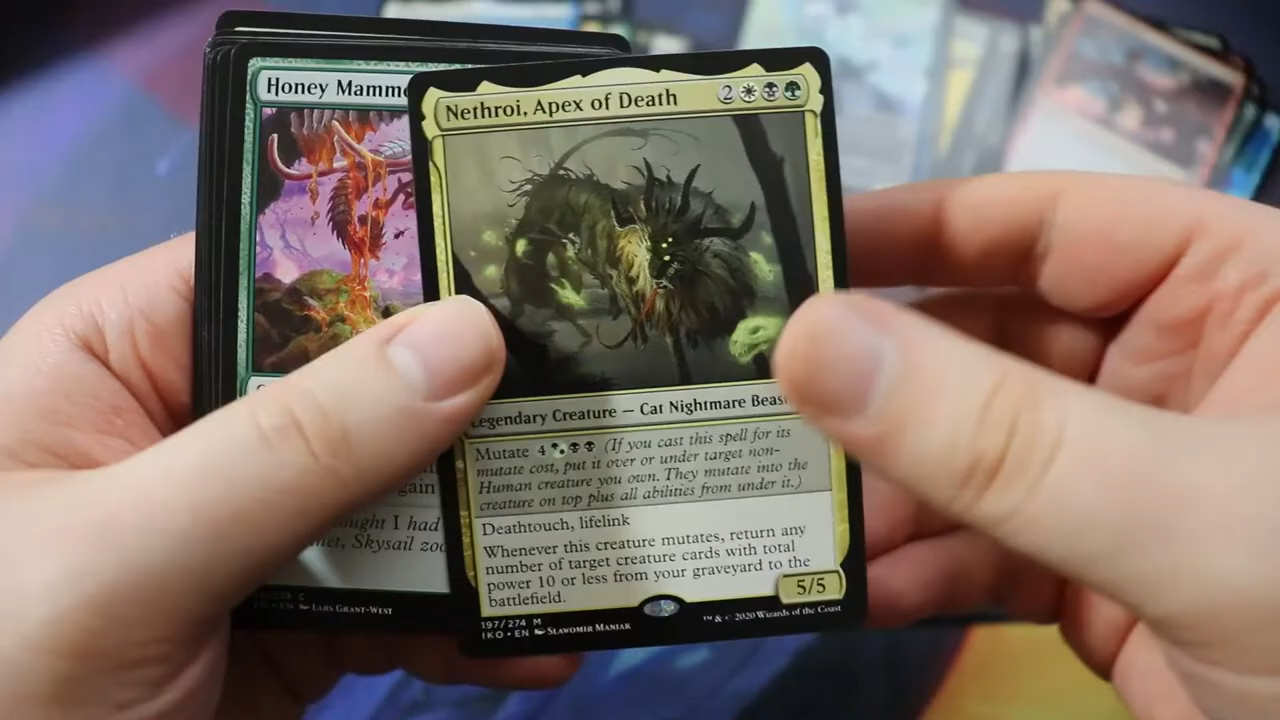 Honey Mamm
Nethroi, Apex of Death
2
Legendary Creature — Cat Nightmare Beas
Mutate 4 (If you cast this spell for its
mutate cost, put it over or under target non-
Human creature you own. They mutate into the
creature on top plus all abilities from under it.)
Deathtouch, lifelink
Whenever this creature mutates, return any
number of target creature cards with total
power 10 or less from your graveyard to the
battlefield.
5/5
197/274 M
IKO • EN SLAWOMIR MANIAK
™ & © 2020 Wizards of the Coast
gain
I had
Skysail
C
EN LARS GRANT-WEST